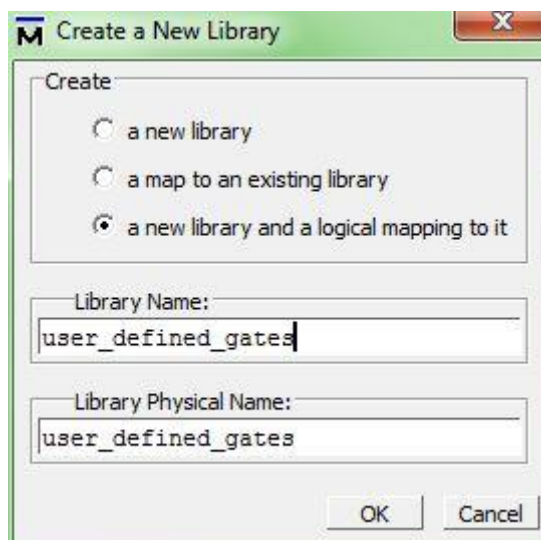 Create a New Library
Create
a new library
a map to an existing library
a new library and a logical mapping to it
Library Name:
user_defined_gates
Library Physical Name:
user_defined_gates
OK Cancel